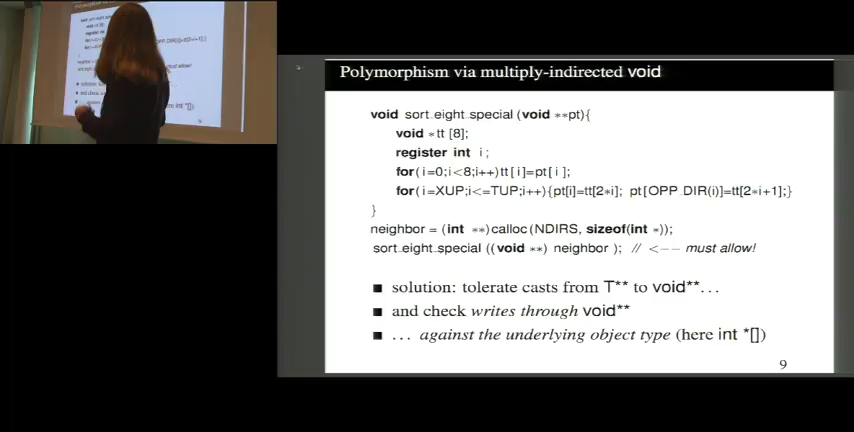 Polymorphism via multiply-indirected void
void sort_eight_special (void **pt){
void *tt [8];
register int i;
for(i=0;i<8;i++)tt[i]=pt[i];
for(i=XUP;i<=TUP;i++){pt[i]=tt[2*i]; pt[OPP_DIR(i)]=tt[2*i+1];}
}
neighbor = (int **)calloc(NDIRS, sizeof(int *));
sort_eight_special ((void **) neighbor ); // <-- must allow!
■ solution: tolerate casts from T** to void**...
■ and check writes through void**
■ ... against the underlying object type (here int *[])
9